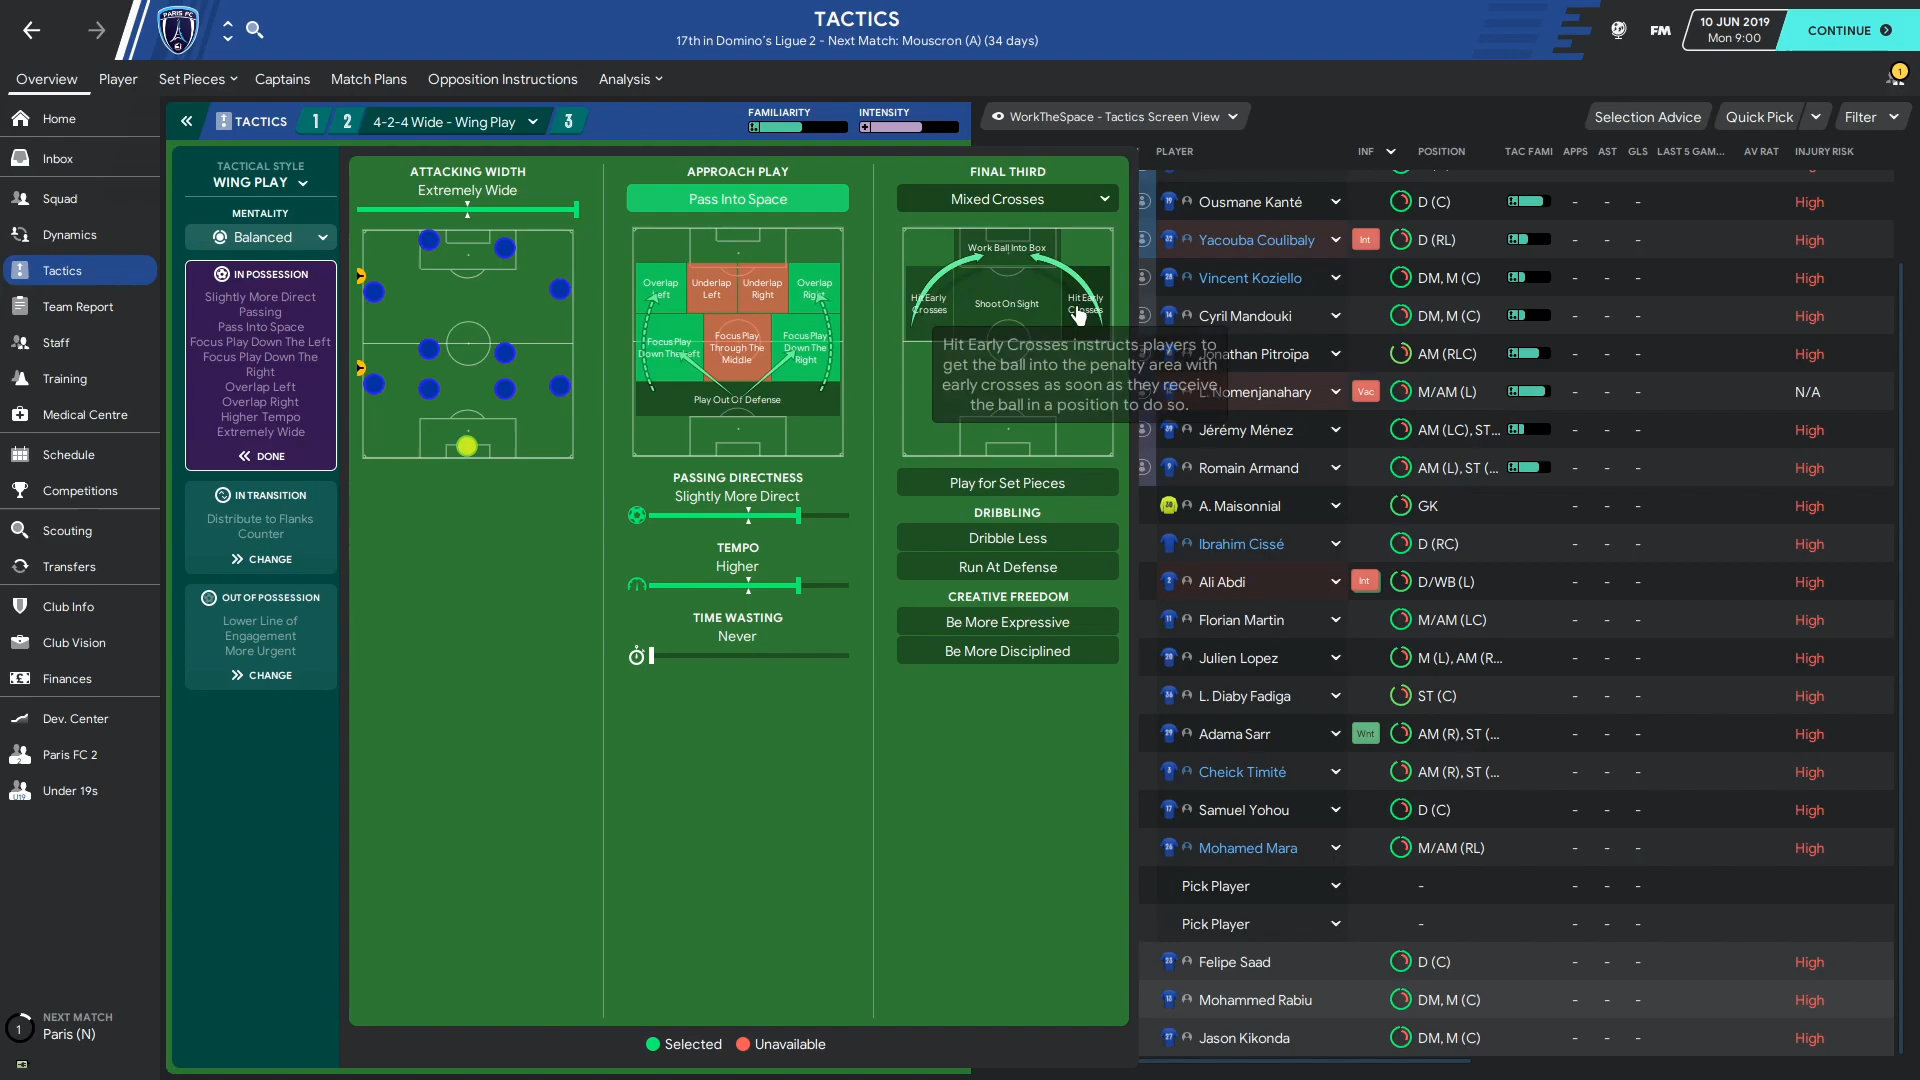 PARIS FC
TACTICS
17th in Domino's Ligue 2 - Next Match: Mouscron (A) (34 days)
FM
10 JUN 2019
Mon 9:00
CONTINUE
Overview
Player
Set Pieces
Captains
Match Plans
Opposition Instructions
Analysis
1
Home
Inbox
Squad
Dynamics
Tactics
Team Report
Staff
Training
Medical Centre
Schedule
Competitions
Scouting
Transfers
Club Info
Club Vision
Finances
Dev. Center
Paris FC 2
Under 19s
1
NEXT MATCH
Paris (N)
TACTICS
1
2
4-2-4 Wide - Wing Play
3
FAMILIARITY
INTENSITY
TACTICAL STYLE
WING PLAY
MENTALITY
Balanced
IN POSSESSION
Slightly More Direct
Passing
Pass Into Space
Focus Play Down The Left
Focus Play Down The
Right
Overlap Left
Overlap Right
Higher Tempo
Extremely Wide
DONE
IN TRANSITION
Distribute to Flanks
Counter
CHANGE
OUT OF POSSESSION
Lower Line of
Engagement
More Urgent
CHANGE
ATTACKING WIDTH
Extremely Wide
APPROACH PLAY
Pass Into Space
Overlap
Left
Underlap
Left
Underlap
Right
Overlap
Right
Focus Play
Down The Left
Focus Play
Through The
Middle
Focus Play
Down The
Right
Play Out Of Defense
PASSING DIRECTNESS
Slightly More Direct
TEMPO
Higher
TIME WASTING
Never
FINAL THIRD
Mixed Crosses
Work Ball Into Box
Hit Early
Crosses
Shoot On Sight
Hit Early
Crosses
Hit Early Crosses instructs players to
get the ball into the penalty area with
early crosses as soon as they receive
the ball in a position to do so.
Play for Set Pieces
DRIBBLING
Dribble Less
Run At Defense
CREATIVE FREEDOM
Be More Expressive
Be More Disciplined
Selected
Unavailable
WorkTheSpace - Tactics Screen View
Selection Advice
Quick Pick
Filter
PLAYER INF POSITION TAC FAMI APPS AST GLS LAST 5 GAM... AV RAT INJURY RISK
Ousmane Kanté D (C) - - - High
Yacouba Coulibaly Int D (RL) - - - High
Vincent Koziello DM, M (C) - - - High
Cyril Mandouki DM, M (C) - - - High
Jonathan Pitroïpa AM (RLC) - - - High
L. Nomenjanahary Vac M/AM (L) - - - N/A
Jérémy Ménez AM (LC), ST... - - - High
Romain Armand AM (L), ST (... - - - High
A. Maisonnial GK - - - High
Ibrahim Cissé D (RC) - - - High
Ali Abdi Int D/WB (L) - - - High
Florian Martin M/AM (LC) - - - High
Julien Lopez M (L), AM (R... - - - High
L. Diaby Fadiga ST (C) - - - High
Adama Sarr Wnt AM (R), ST (... - - - High
Cheick Timité AM (R), ST (... - - - High
Samuel Yohou D (C) - - - High
Mohamed Mara M/AM (RL) - - - High
Pick Player - - - -
Pick Player - - - -
Felipe Saad D (C) - - - High
Mohammed Rabiu DM, M (C) - - - High
Jason Kikonda DM, M (C) - - - High